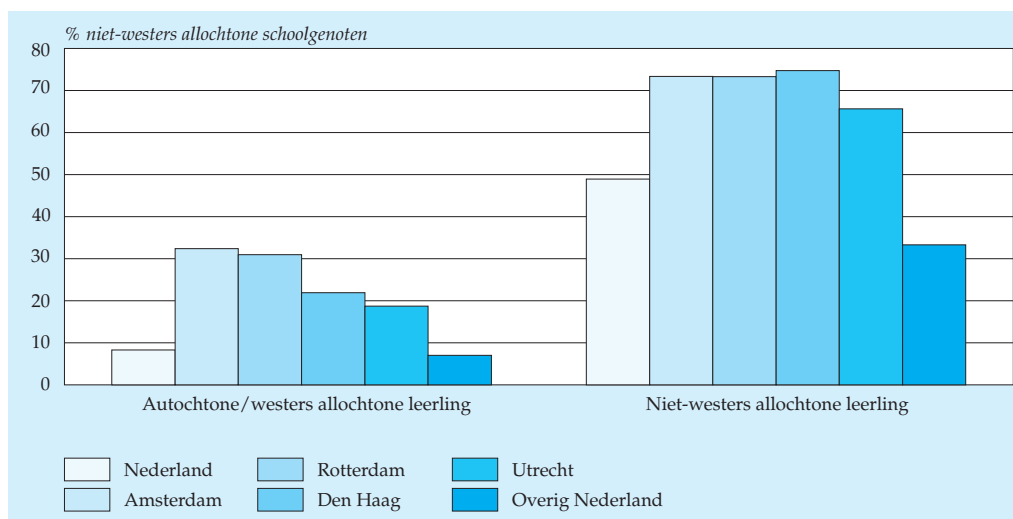 % niet-westers allochtone schoolgenoten
80
70
60
50
40
30
20
10
0
Autochtone/westers allochtone leerling
Niet-westers allochtone leerling
Nederland
Rotterdam
Utrecht
Amsterdam
Den Haag
Overig Nederland